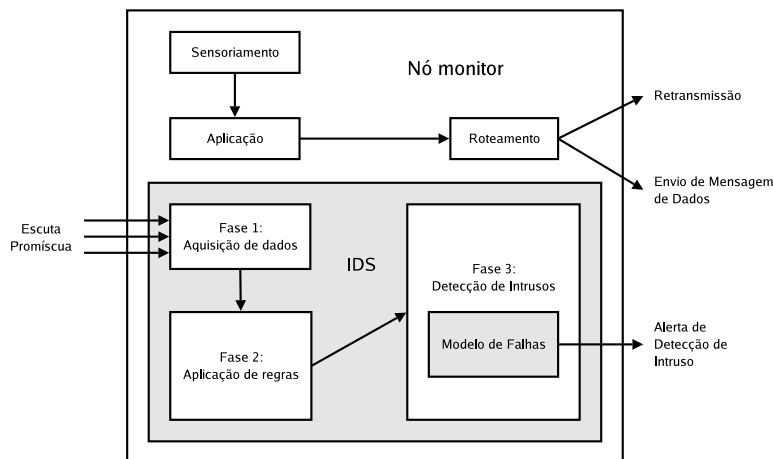 Sensoriamento
Nó monitor
Retransmissão
Aplicação
Roteamento
Envio de Mensagem
de Dados
Escuta
Promíscua
Fase 1:
Aquisição de dados
IDS
Fase 3:
Detecção de Intrusos
Fase 2:
Aplicação de regras
Modelo de Falhas
Alerta de
Detecção de
Intruso